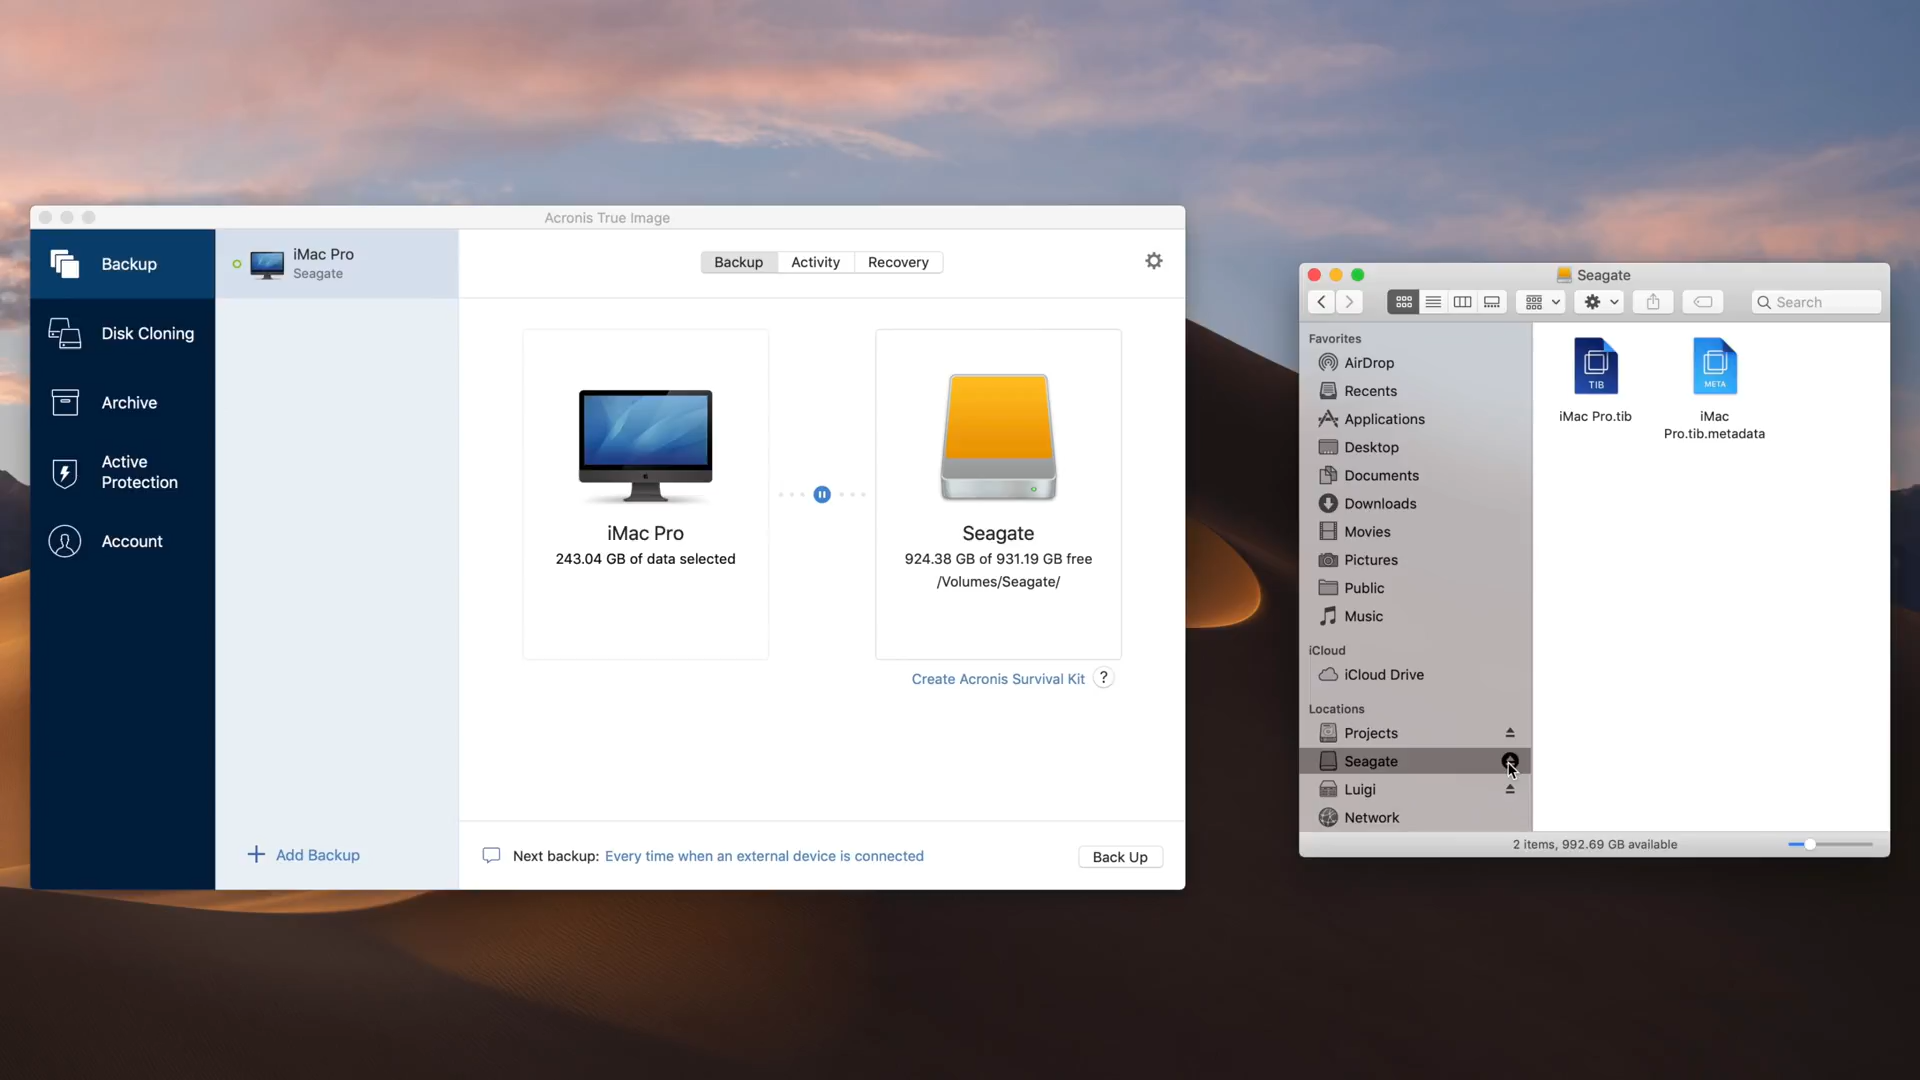 Acronis True Image
Backup
Disk Cloning
Archive
Active
Protection
Account
iMac Pro
Seagate
Add Backup
Backup
Activity
Recovery
iMac Pro
243.04 GB of data selected
Seagate
924.38 GB of 931.19 GB free
/Volumes/Seagate/
Create Acronis Survival Kit ?
Next backup: Every time when an external device is connected
Back Up
Seagate
Search
Favorites
AirDrop
Recents
Applications
Desktop
Documents
Downloads
Movies
Pictures
Public
Music
iCloud
iCloud Drive
Locations
Projects
Seagate
Luigi
Network
TIB
iMac Pro.tib
META
iMac
Pro.tib.metadata
2 items, 992.69 GB available